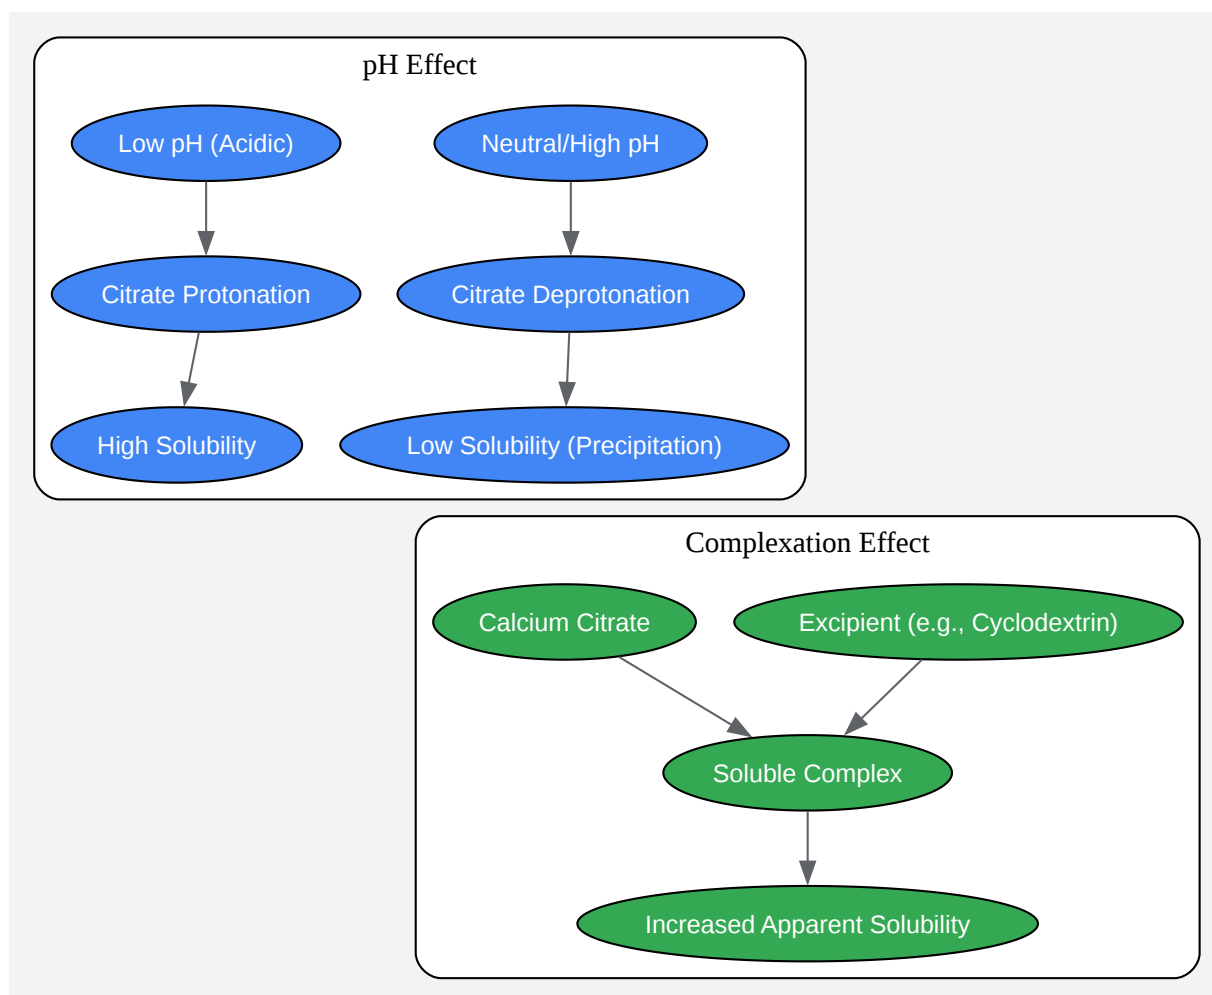 pH Effect
Low pH (Acidic)
Neutral/High pH
Citrate Protonation
Citrate Deprotonation
High Solubility
Low Solubility (Precipitation)
Complexation Effect
Calcium Citrate
Excipient (e.g., Cyclodextrin)
Soluble Complex
Increased Apparent Solubility